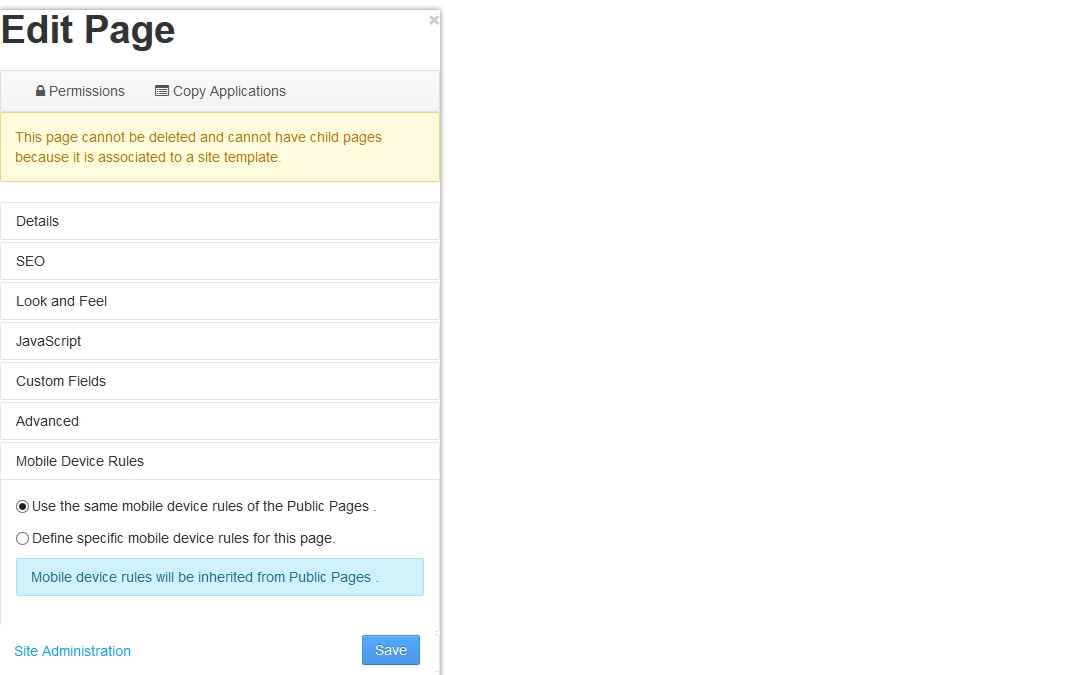 Edit Page
×
Permissions
Copy Applications
This page cannot be deleted and cannot have child pages
because it is associated to a site template.
Details
SEO
Look and Feel
JavaScript
Custom Fields
Advanced
Mobile Device Rules
Use the same mobile device rules of the Public Pages .
Define specific mobile device rules for this page.
Mobile device rules will be inherited from Public Pages .
Site Administration
Save